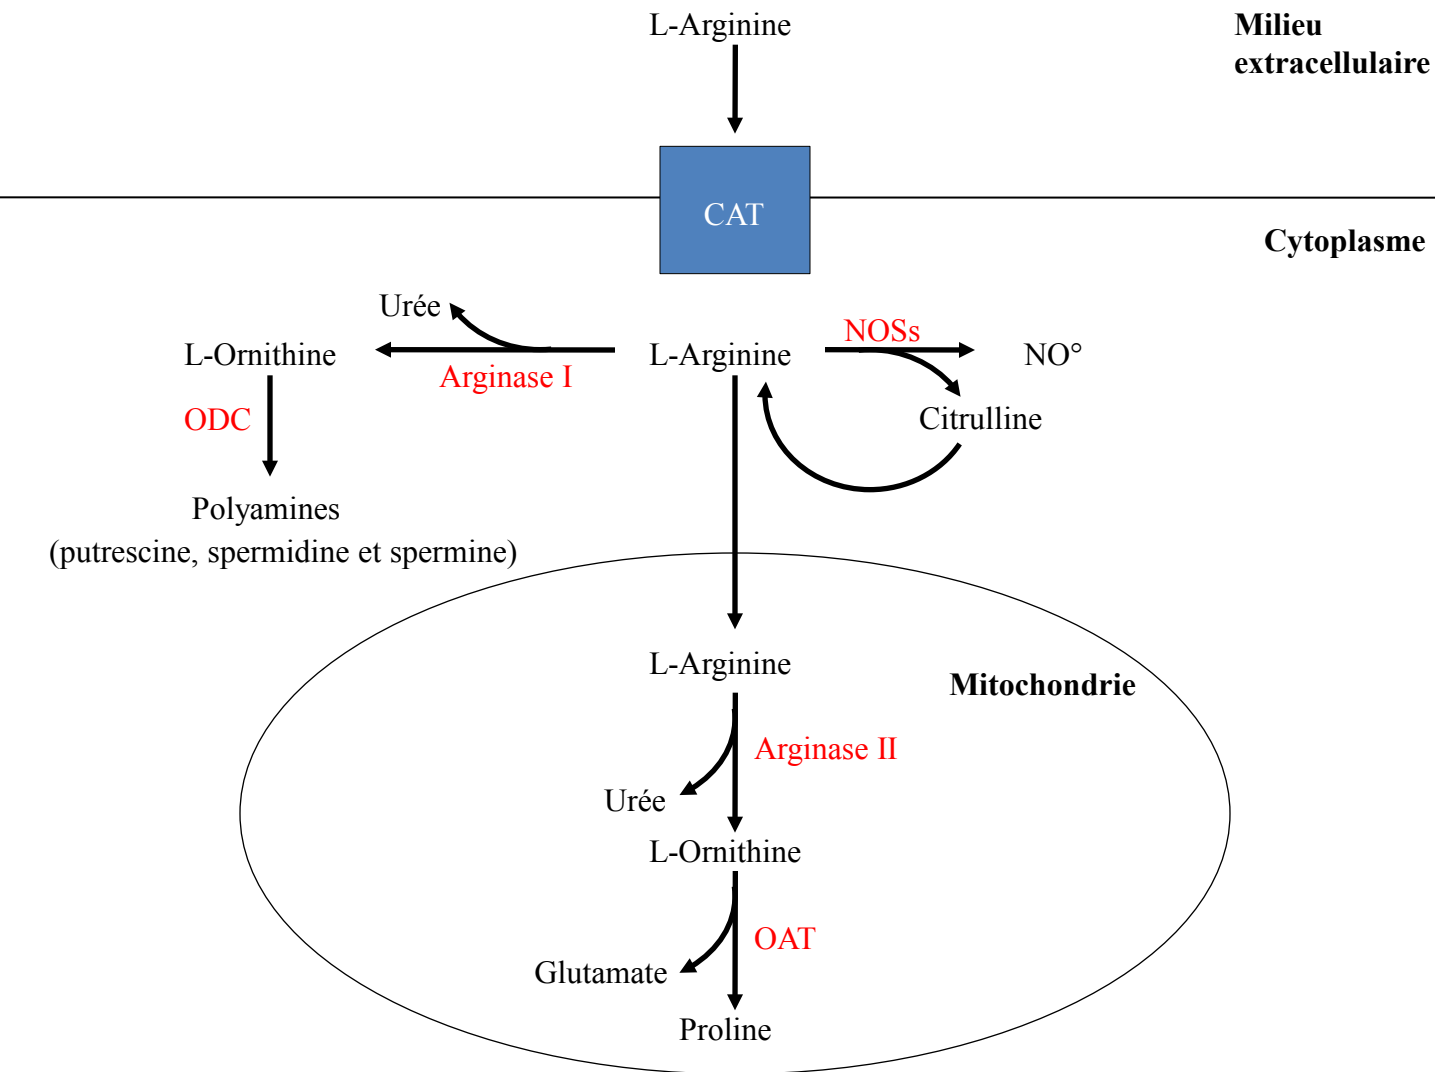 L-Arginine
Milieu
extracellulaire
CAT
Cytoplasme
Urée
NOSs
L-Ornithine
L-Arginine
NO°
Arginase I
ODC
Citrulline
Polyamines
(putrescine, spermidine et spermine)
L-Arginine
Mitochondrie
Arginase II
Urée
L-Ornithine
OAT
Glutamate
Proline